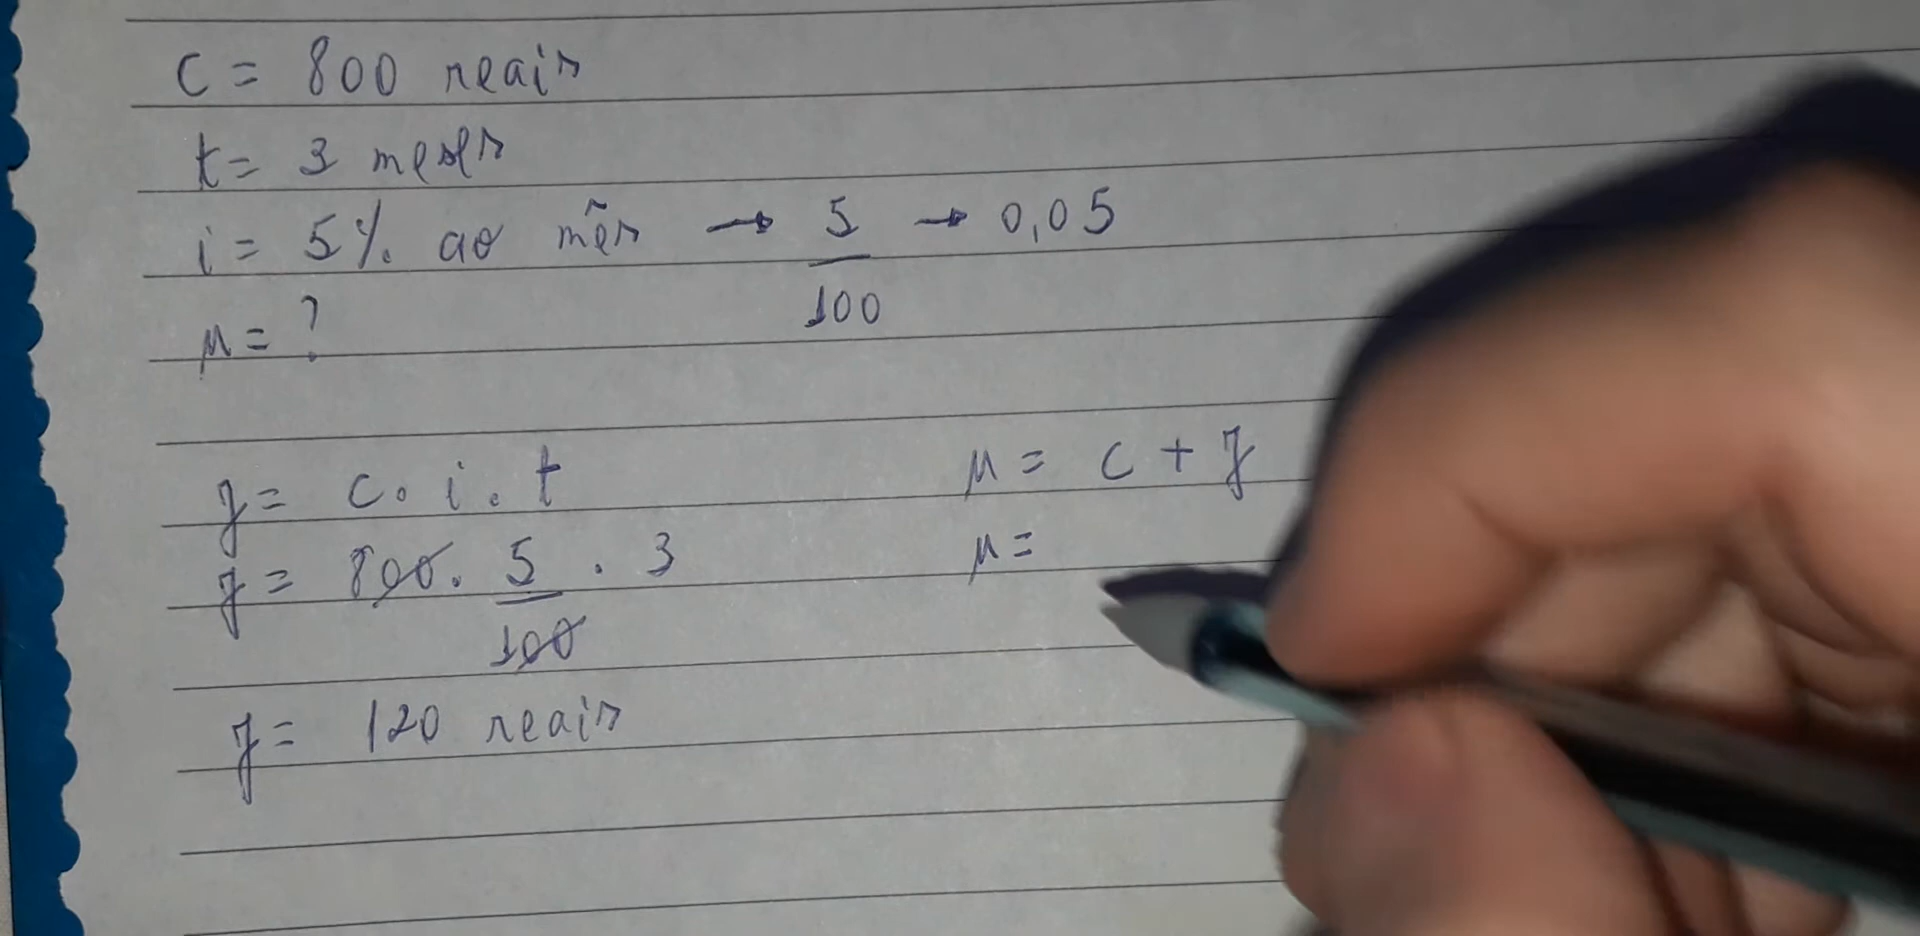 C = 800 reais
t = 3 meses
i = 5% ao mês → 5/100 → 0,05
M = ?
J = C . i . t
J = 800 . 5/100 . 3
J = 120 reais
M = C + J
M =